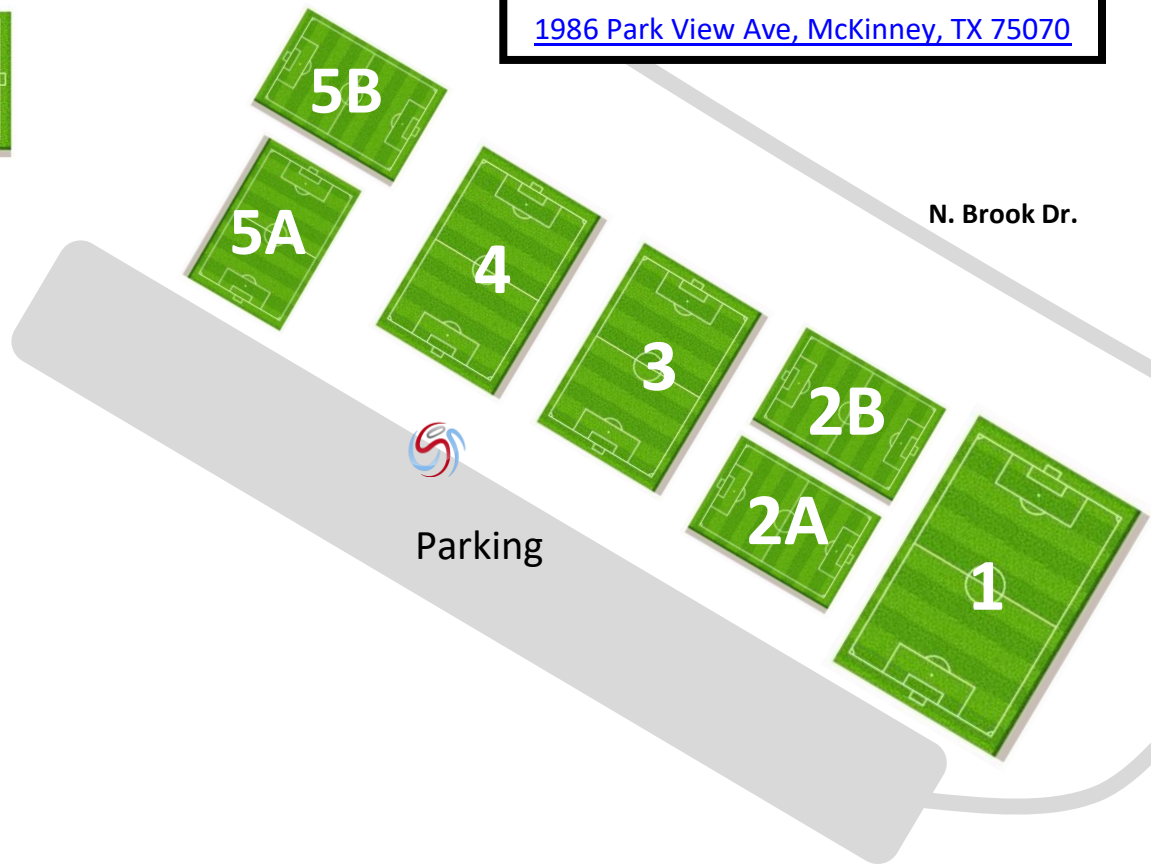 1986 Park View Ave, McKinney, TX 75070
5B
N. Brook Dr.
5A
4
3
2B
2A
Parking
1